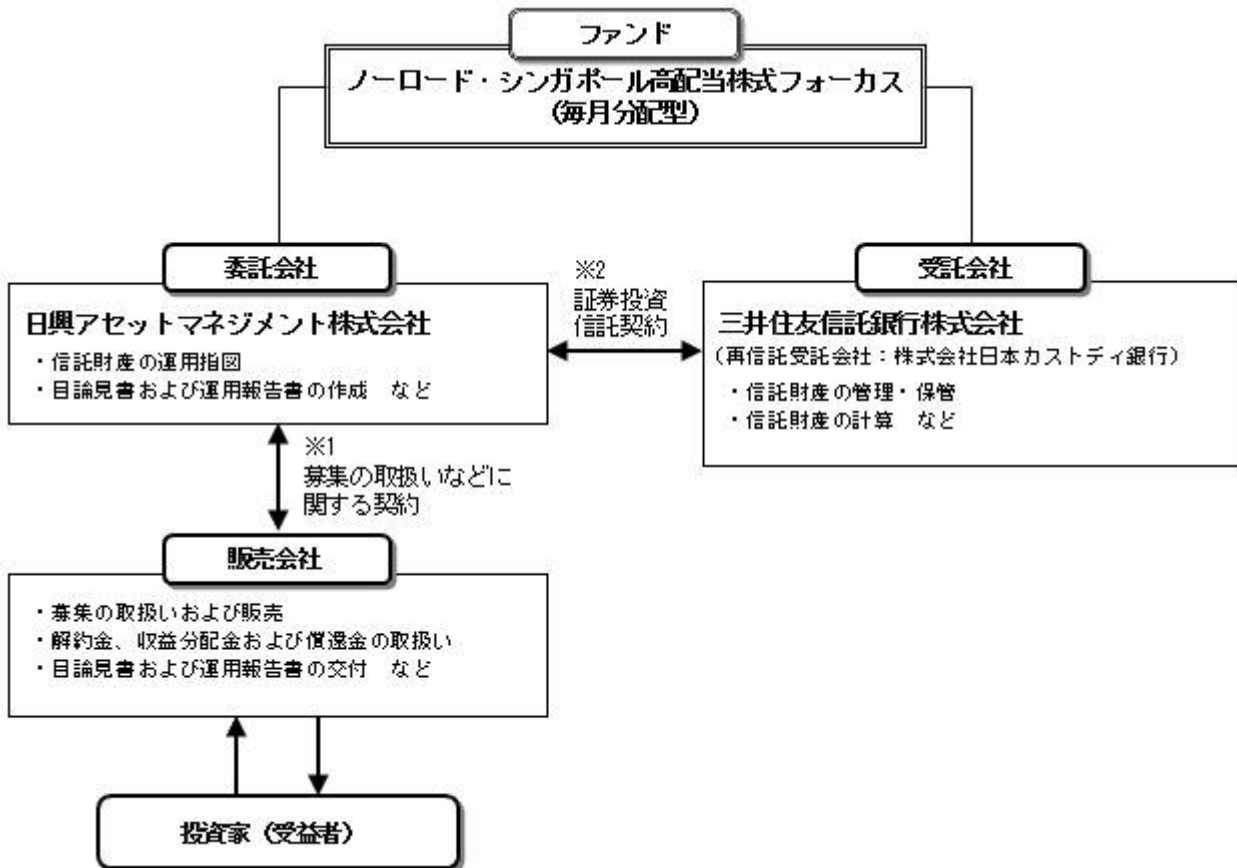 ファンド
ノーロード・シンガポール高配当株式フォーカス
(毎月分配型)
委託会社
日興アセットマネジメント株式会社
・信託財産の運用指図
・目論見書および運用報告書の作成　など
※2
証券投資
信託契約
受託会社
三井住友信託銀行株式会社
(再信託受託会社：株式会社日本カストディ銀行)
・信託財産の管理・保管
・信託財産の計算　など
※1
募集の取扱いなどに
関する契約
販売会社
・募集の取扱いおよび販売
・解約金、収益分配金および償還金の取扱い
・目論見書および運用報告書の交付　など
投資家（受益者）